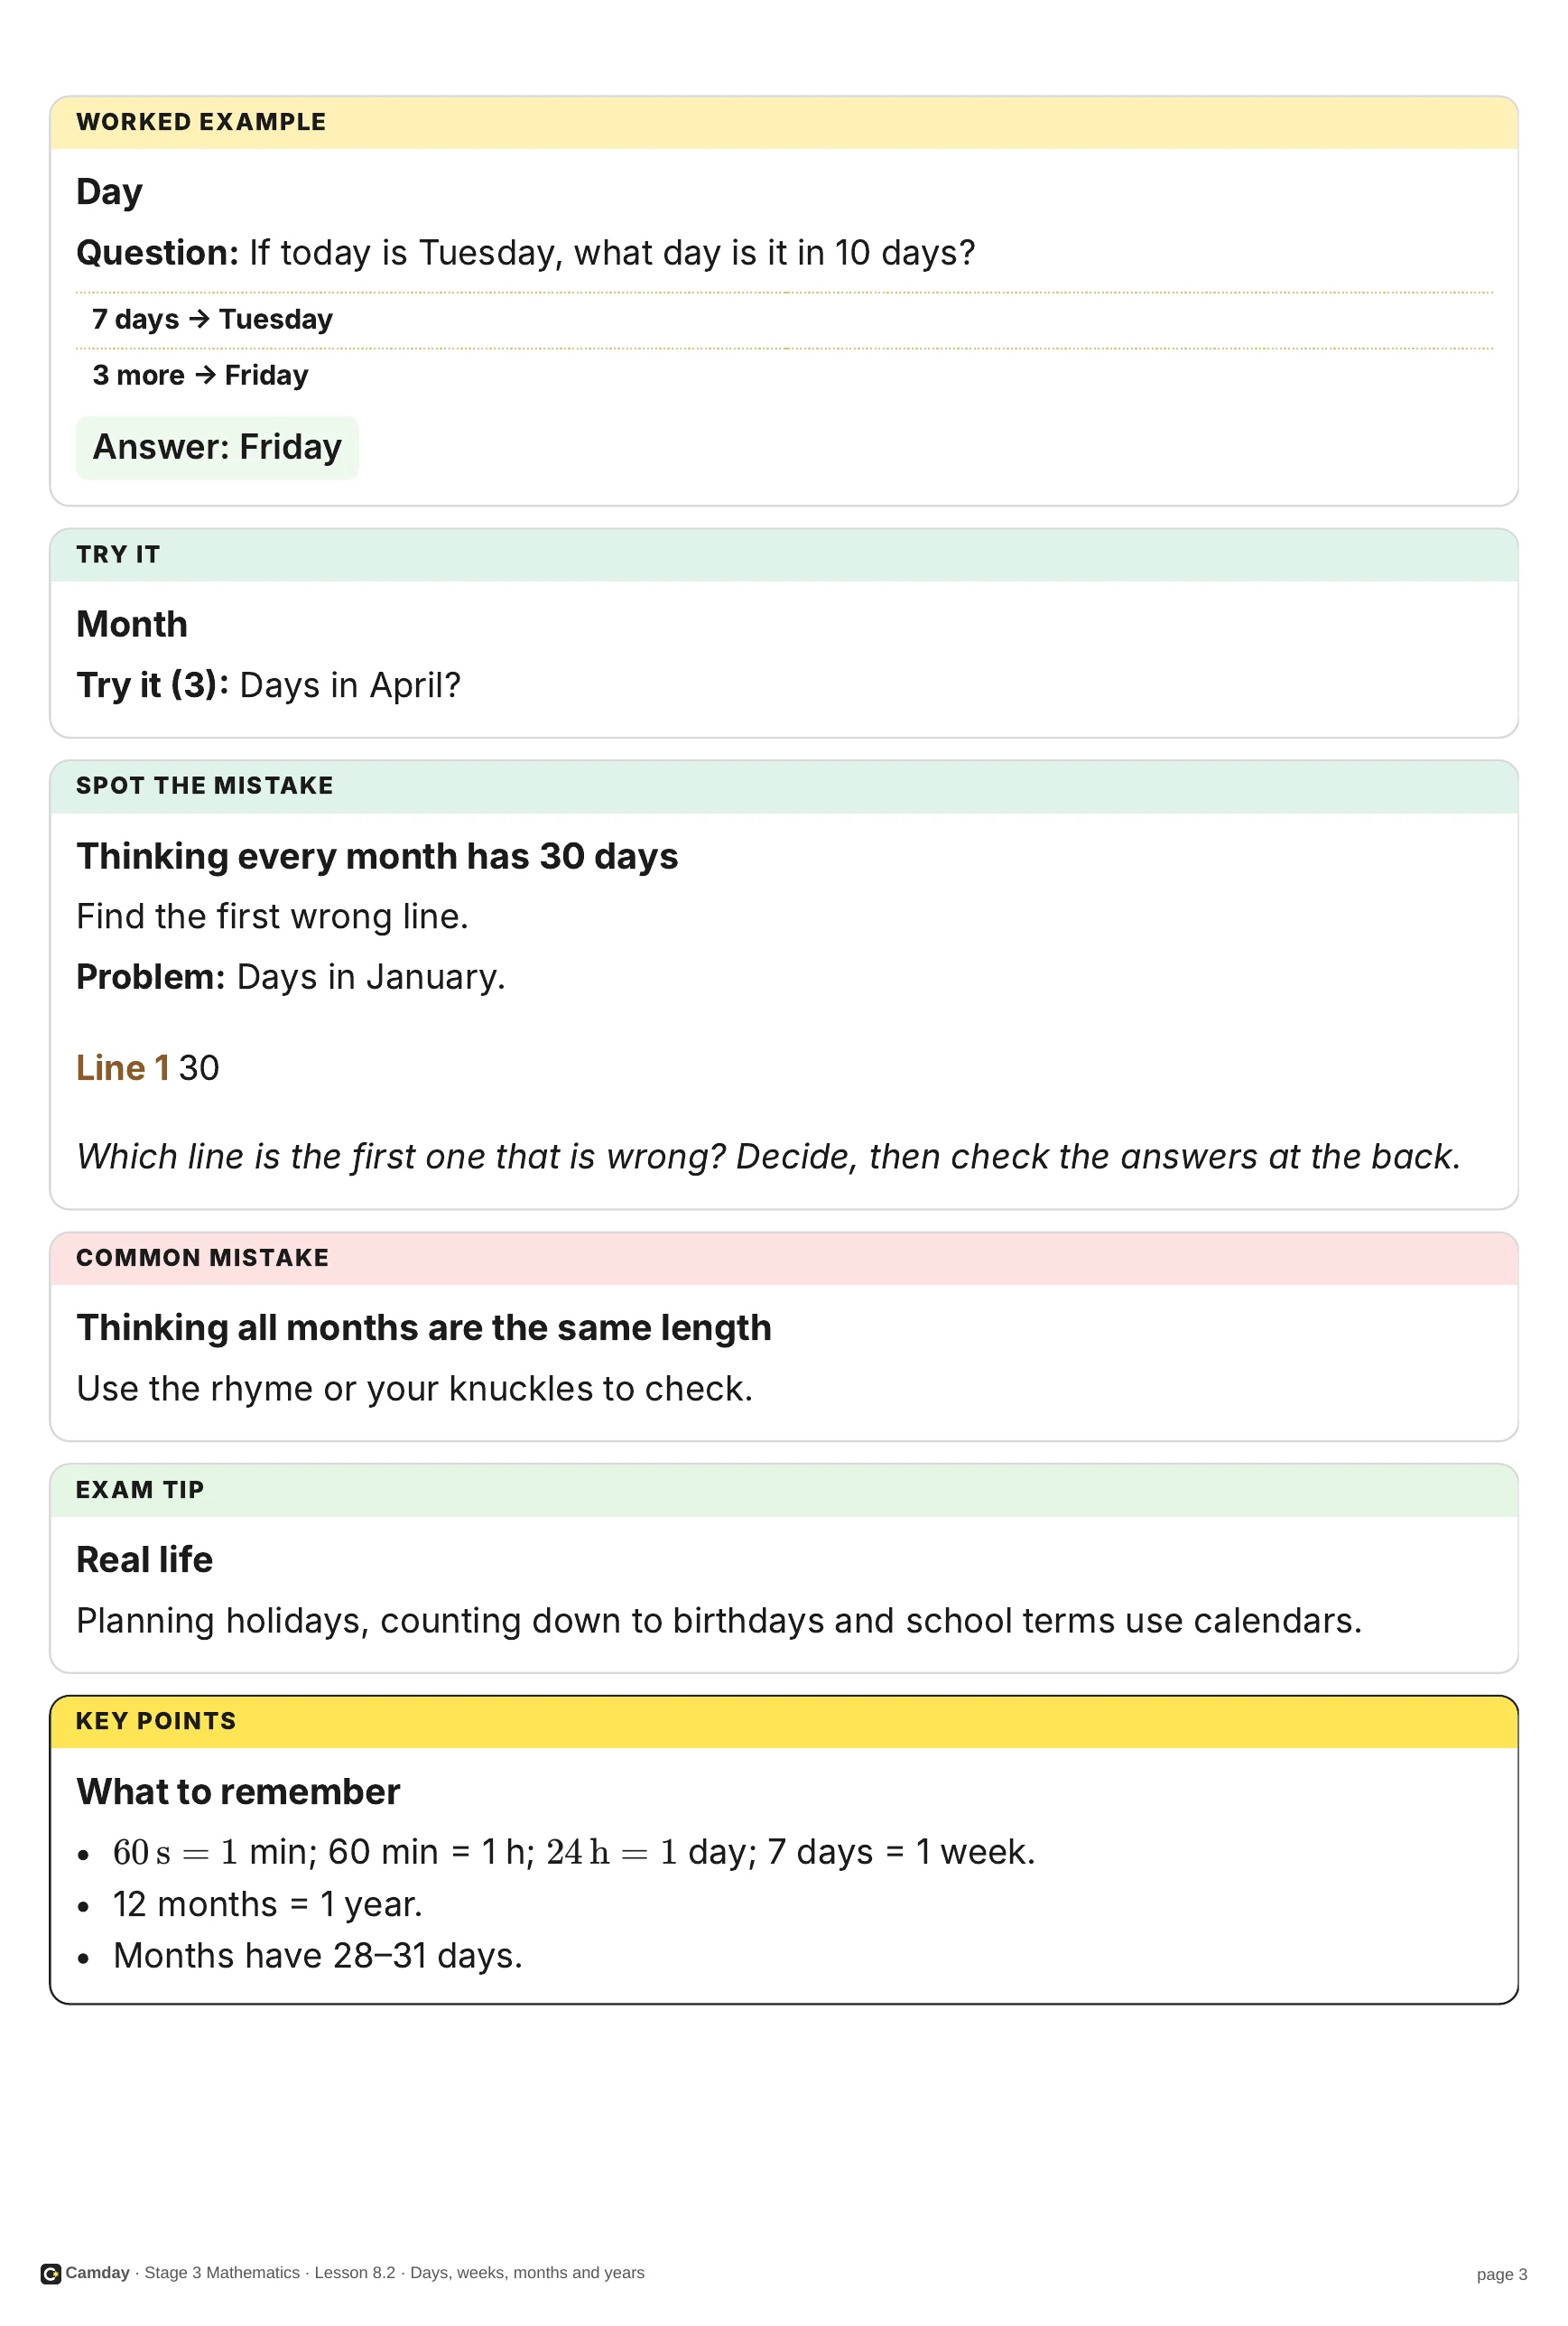 WORKED EXAMPLE
Day
Question: If today is Tuesday, what day is it in 10 days?
7 days → Tuesday
3 more → Friday
Answer: Friday
TRY IT
Month
Try it (3): Days in April?
SPOT THE MISTAKE
Thinking every month has 30 days
Find the first wrong line.
Problem: Days in January.
Line 1 30
Which line is the first one that is wrong? Decide, then check the answers at the back.
COMMON MISTAKE
Thinking all months are the same length
Use the rhyme or your knuckles to check.
EXAM TIP
Real life
Planning holidays, counting down to birthdays and school terms use calendars.
KEY POINTS
What to remember
• 60 s = 1 min; 60 min = 1 h; 24 h = 1 day; 7 days = 1 week.
• 12 months = 1 year.
• Months have 28–31 days.
Camday · Stage 3 Mathematics · Lesson 8.2 · Days, weeks, months and years
page 3